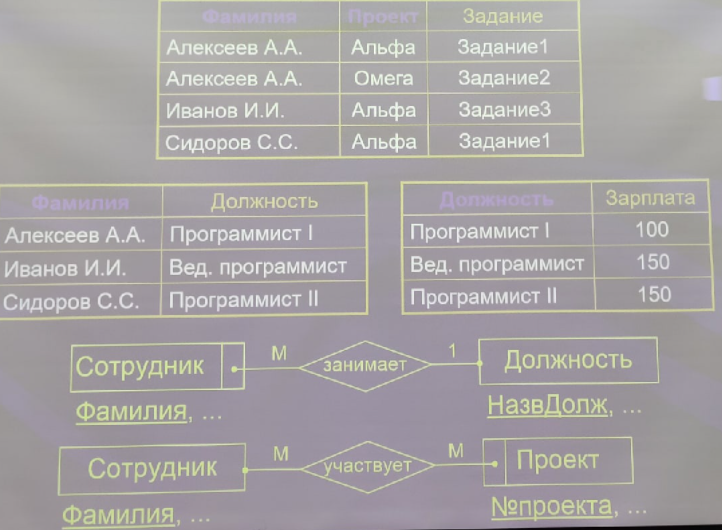 Фамилия Проект Задание
Алексеев А.А. Альфа Задание1
Алексеев А.А. Омега Задание2
Иванов И.И. Альфа Задание3
Сидоров С.С. Альфа Задание1
Фамилия Должность
Алексеев А.А. Программист I
Иванов И.И. Вед. программист
Сидоров С.С. Программист II
Должность Зарплата
Программист I 100
Вед. программист 150
Программист II 150
Сотрудник М занимает 1 Должность
Фамилия, ... НазвДолж, ...
Сотрудник М участвует М Проект
Фамилия, ... №проекта, ...